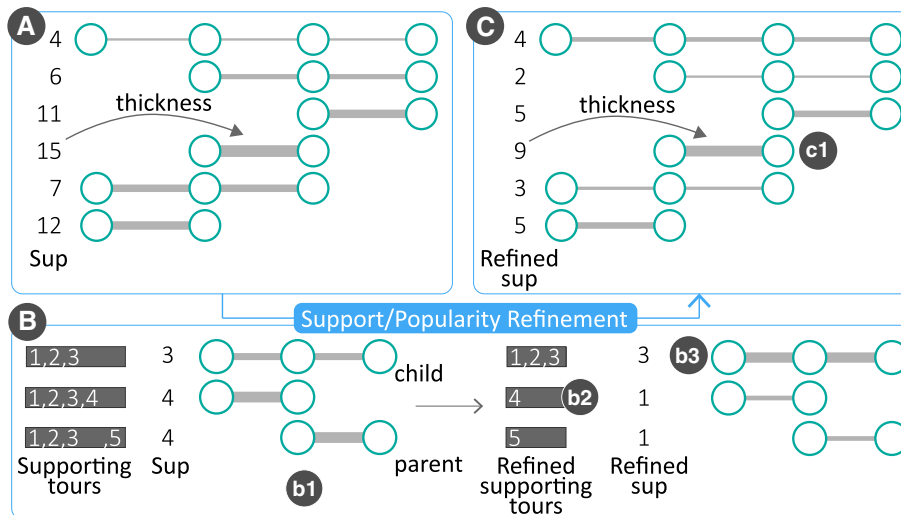 A
4
6
11
thickness
15
7
12
Sup
C
4
2
5
thickness
9
c1
3
5
Refined
sup
Support/Popularity Refinement
B
1,2,3
3
1,2,3,4
4
1,2,3 ,5
4
Supporting
tours
Sup
b1
child
parent
1,2,3
3
b3
4
b2
1
5
1
Refined
supporting
tours
Refined
sup